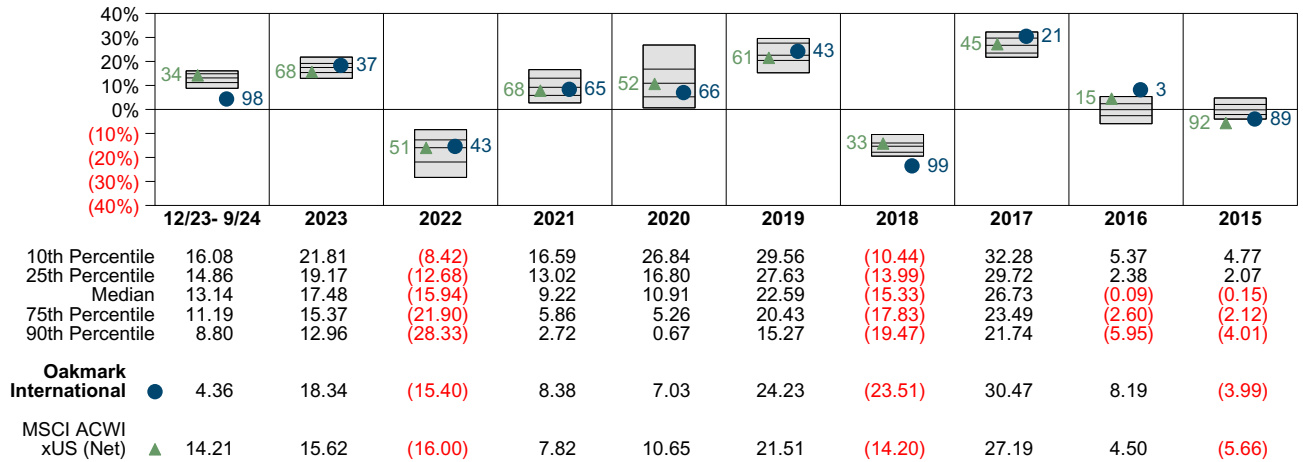 40%
30%
20%
10%
0%
(10%)
(20%)
(30%)
(40%)
34 98
68 37
51 43
68 65
52 66
61 43
33 99
45 21
15 3
92 89
12/23- 9/24 2023 2022 2021 2020 2019 2018 2017 2016 2015
10th Percentile 16.08 21.81 (8.42) 16.59 26.84 29.56 (10.44) 32.28 5.37 4.77
25th Percentile 14.86 19.17 (12.68) 13.02 16.80 27.63 (13.99) 29.72 2.38 2.07
Median 13.14 17.48 (15.94) 9.22 10.91 22.59 (15.33) 26.73 (0.09) (0.15)
75th Percentile 11.19 15.37 (21.90) 5.86 5.26 20.43 (17.83) 23.49 (2.60) (2.12)
90th Percentile 8.80 12.96 (28.33) 2.72 0.67 15.27 (19.47) 21.74 (5.95) (4.01)
Oakmark
International 4.36 18.34 (15.40) 8.38 7.03 24.23 (23.51) 30.47 8.19 (3.99)
MSCI ACWI
xUS (Net) 14.21 15.62 (16.00) 7.82 10.65 21.51 (14.20) 27.19 4.50 (5.66)